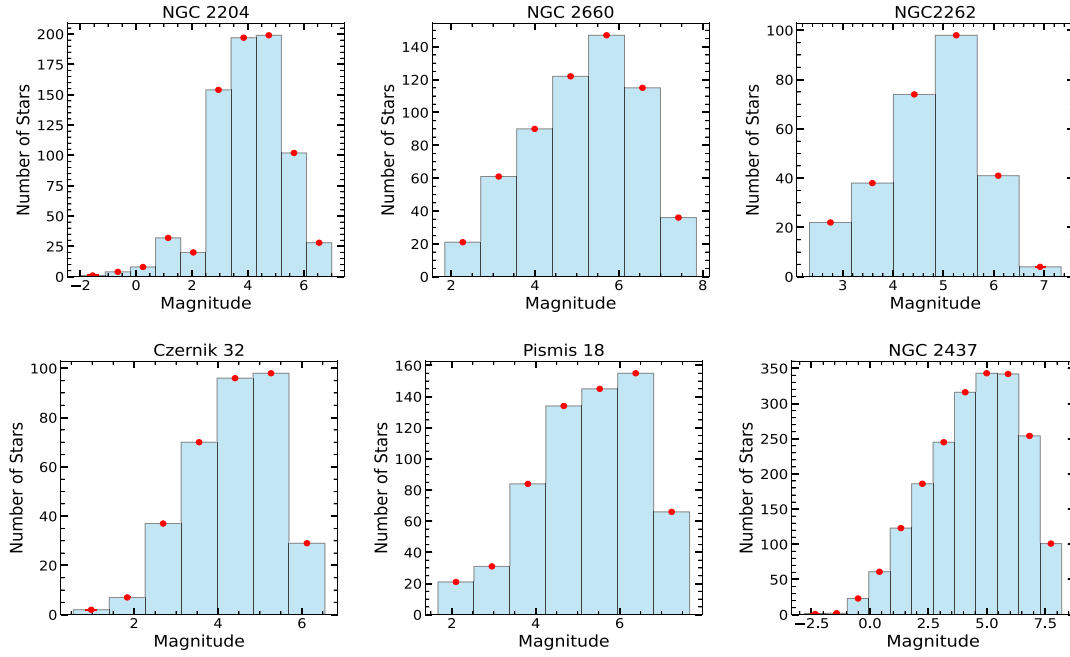 NGC 2204
Number of Stars
200
175
150
125
100
75
50
25
0
−2 0 2 4 6
Magnitude
NGC 2660
Number of Stars
140
120
100
80
60
40
20
0
2 4 6 8
Magnitude
NGC2262
Number of Stars
100
80
60
40
20
0
3 4 5 6 7
Magnitude
Czernik 32
Number of Stars
100
80
60
40
20
0
2 4 6
Magnitude
Pismis 18
Number of Stars
160
140
120
100
80
60
40
20
0
2 4 6
Magnitude
NGC 2437
Number of Stars
350
300
250
200
150
100
50
0
−2.5 0.0 2.5 5.0 7.5
Magnitude